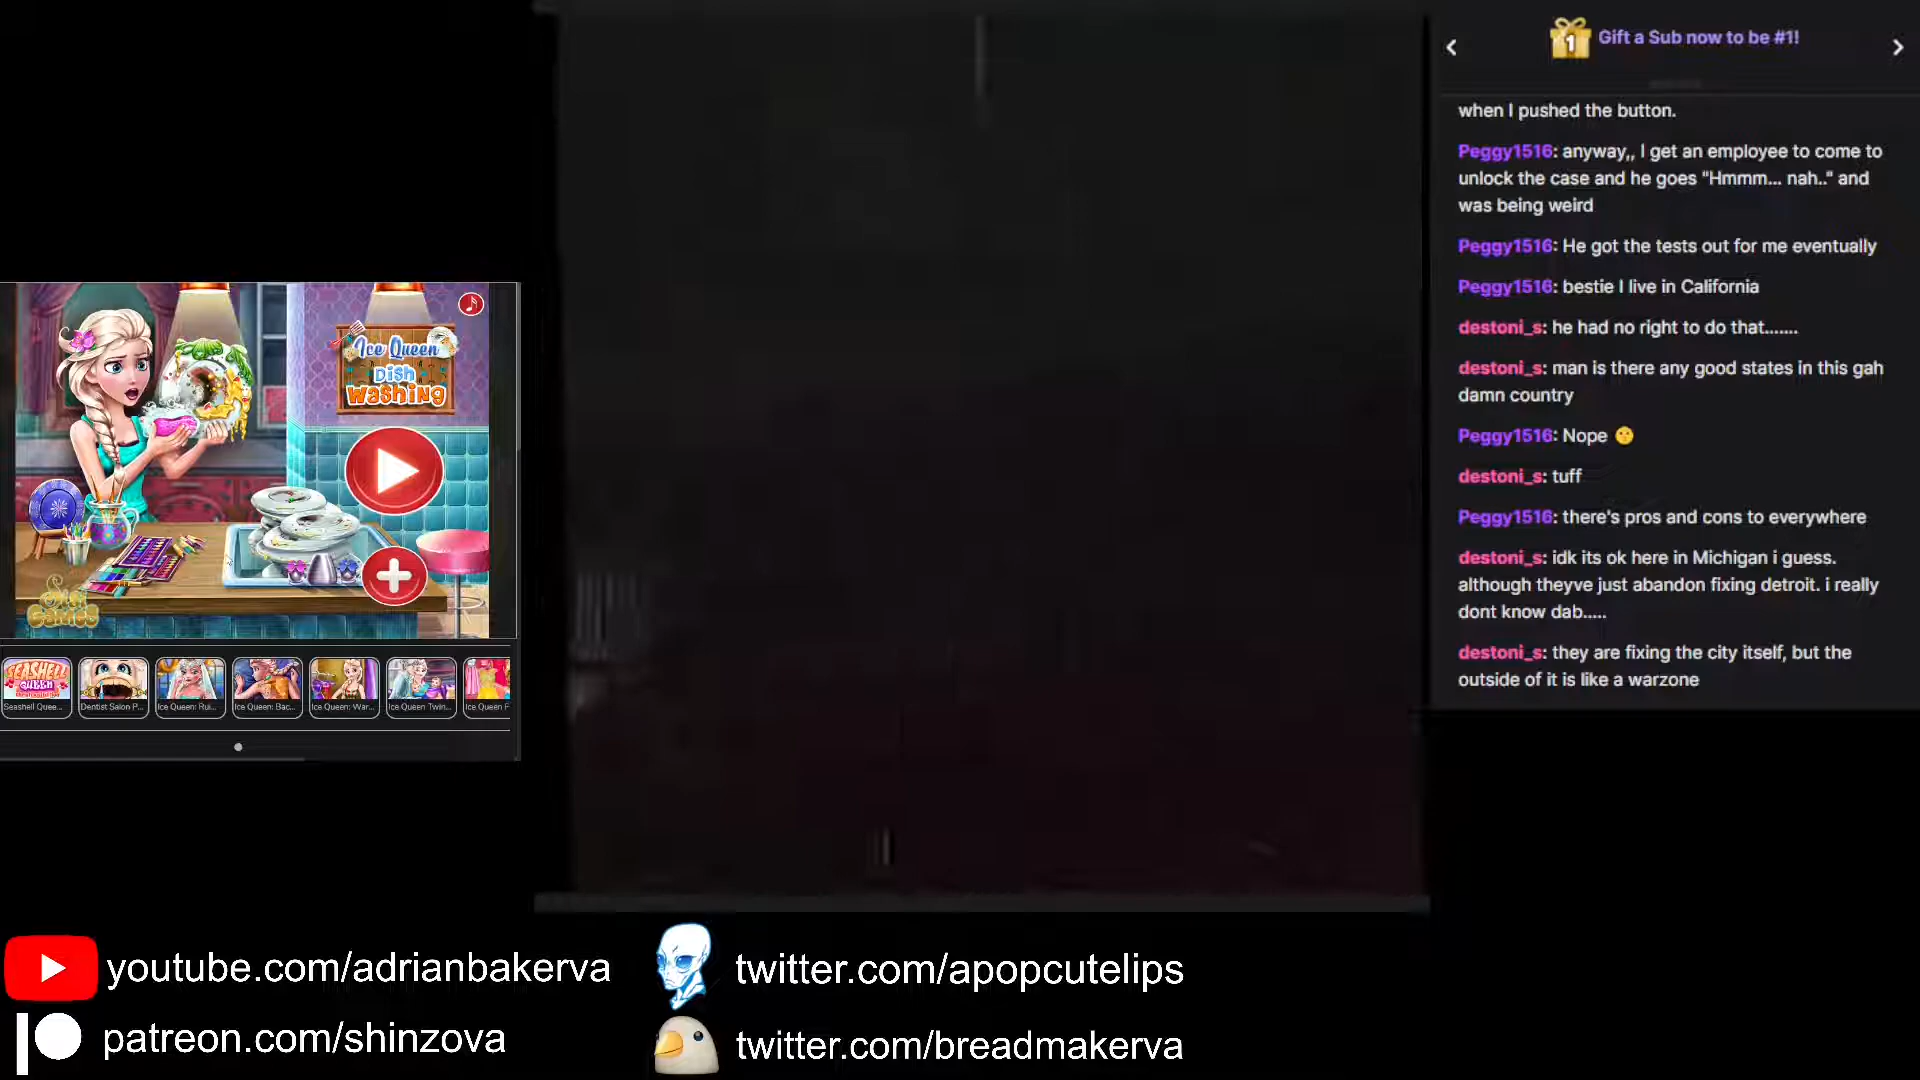 Gift a Sub now to be #1!
1
when I pushed the button.
Peggy1516: anyway,, I get an employee to come to
unlock the case and he goes "Hmmm... nah.." and
was being weird
Peggy1516: He got the tests out for me eventually
Peggy1516: bestie I live in California
destoni_s: he had no right to do that.......
destoni_s: man is there any good states in this gah
damn country
Peggy1516: Nope
destoni_s: tuff
Peggy1516: there's pros and cons to everywhere
destoni_s: idk its ok here in Michigan i guess.
although theyve just abandon fixing detroit. i really
dont know dab.....
destoni_s: they are fixing the city itself, but the
outside of it is like a warzone
Ice Queen
Dish
Washing
Games
SEASHELL
QUEEN
Seashell Quee...
Dentist Salon P...
Ice Queen: Rui...
Ice Queen: Bac...
Ice Queen: War...
Ice Queen Twin...
Ice Queen F
youtube.com/adrianbakerva
twitter.com/apopcutelips
patreon.com/shinzova
twitter.com/breadmakerva